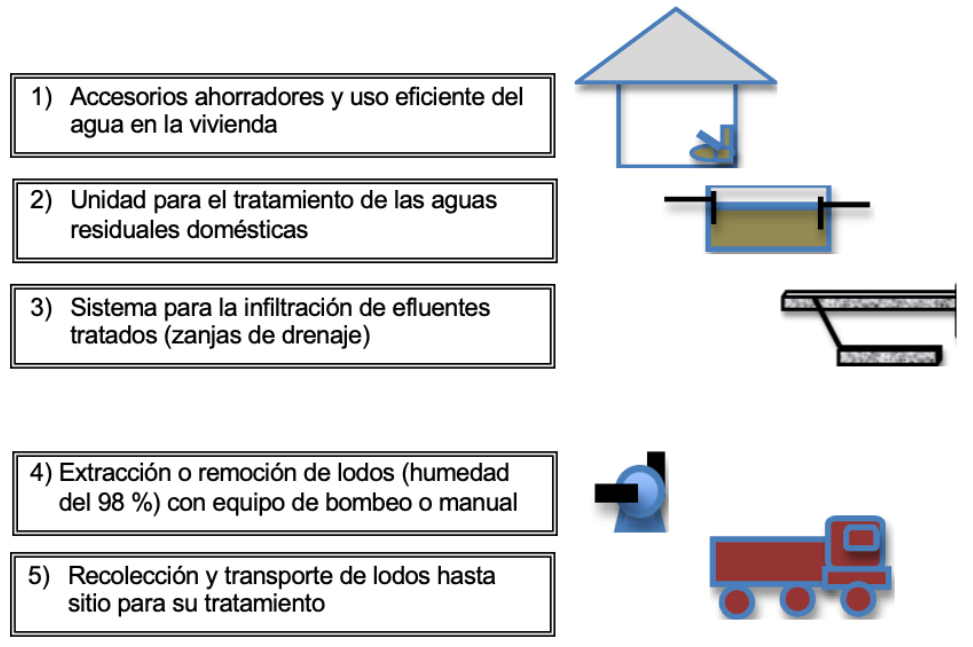 1) Accesorios ahorradores y uso eficiente del
agua en la vivienda
2) Unidad para el tratamiento de las aguas
residuales domésticas
3) Sistema para la infiltración de efluentes
tratados (zanjas de drenaje)
4) Extracción o remoción de lodos (humedad
del 98 %) con equipo de bombeo o manual
5) Recolección y transporte de lodos hasta
sitio para su tratamiento